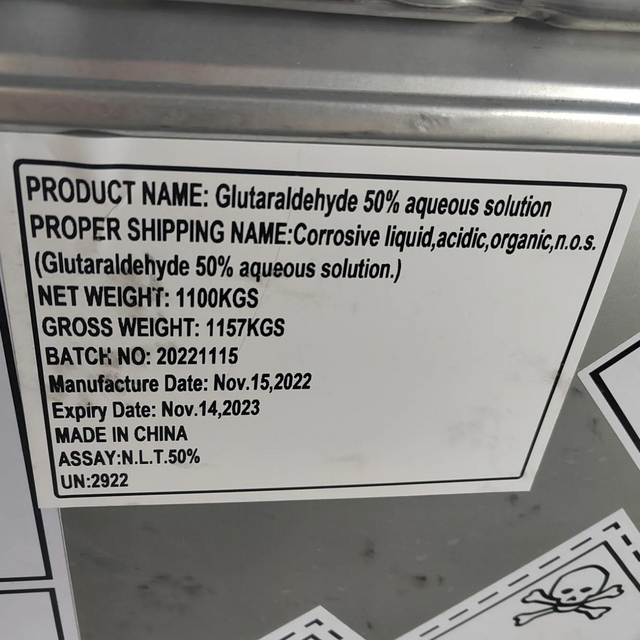 PRODUCT NAME: Glutaraldehyde 50% aqueous solution
PROPER SHIPPING NAME:Corrosive liquid,acidic,organic,n.o.s.
(Glutaraldehyde 50% aqueous solution.)
NET WEIGHT: 1100KGS
GROSS WEIGHT: 1157KGS
BATCH NO: 20221115
Manufacture Date: Nov.15,2022
Expiry Date: Nov.14,2023
MADE IN CHINA
ASSAY:N.L.T.50%
UN:2922